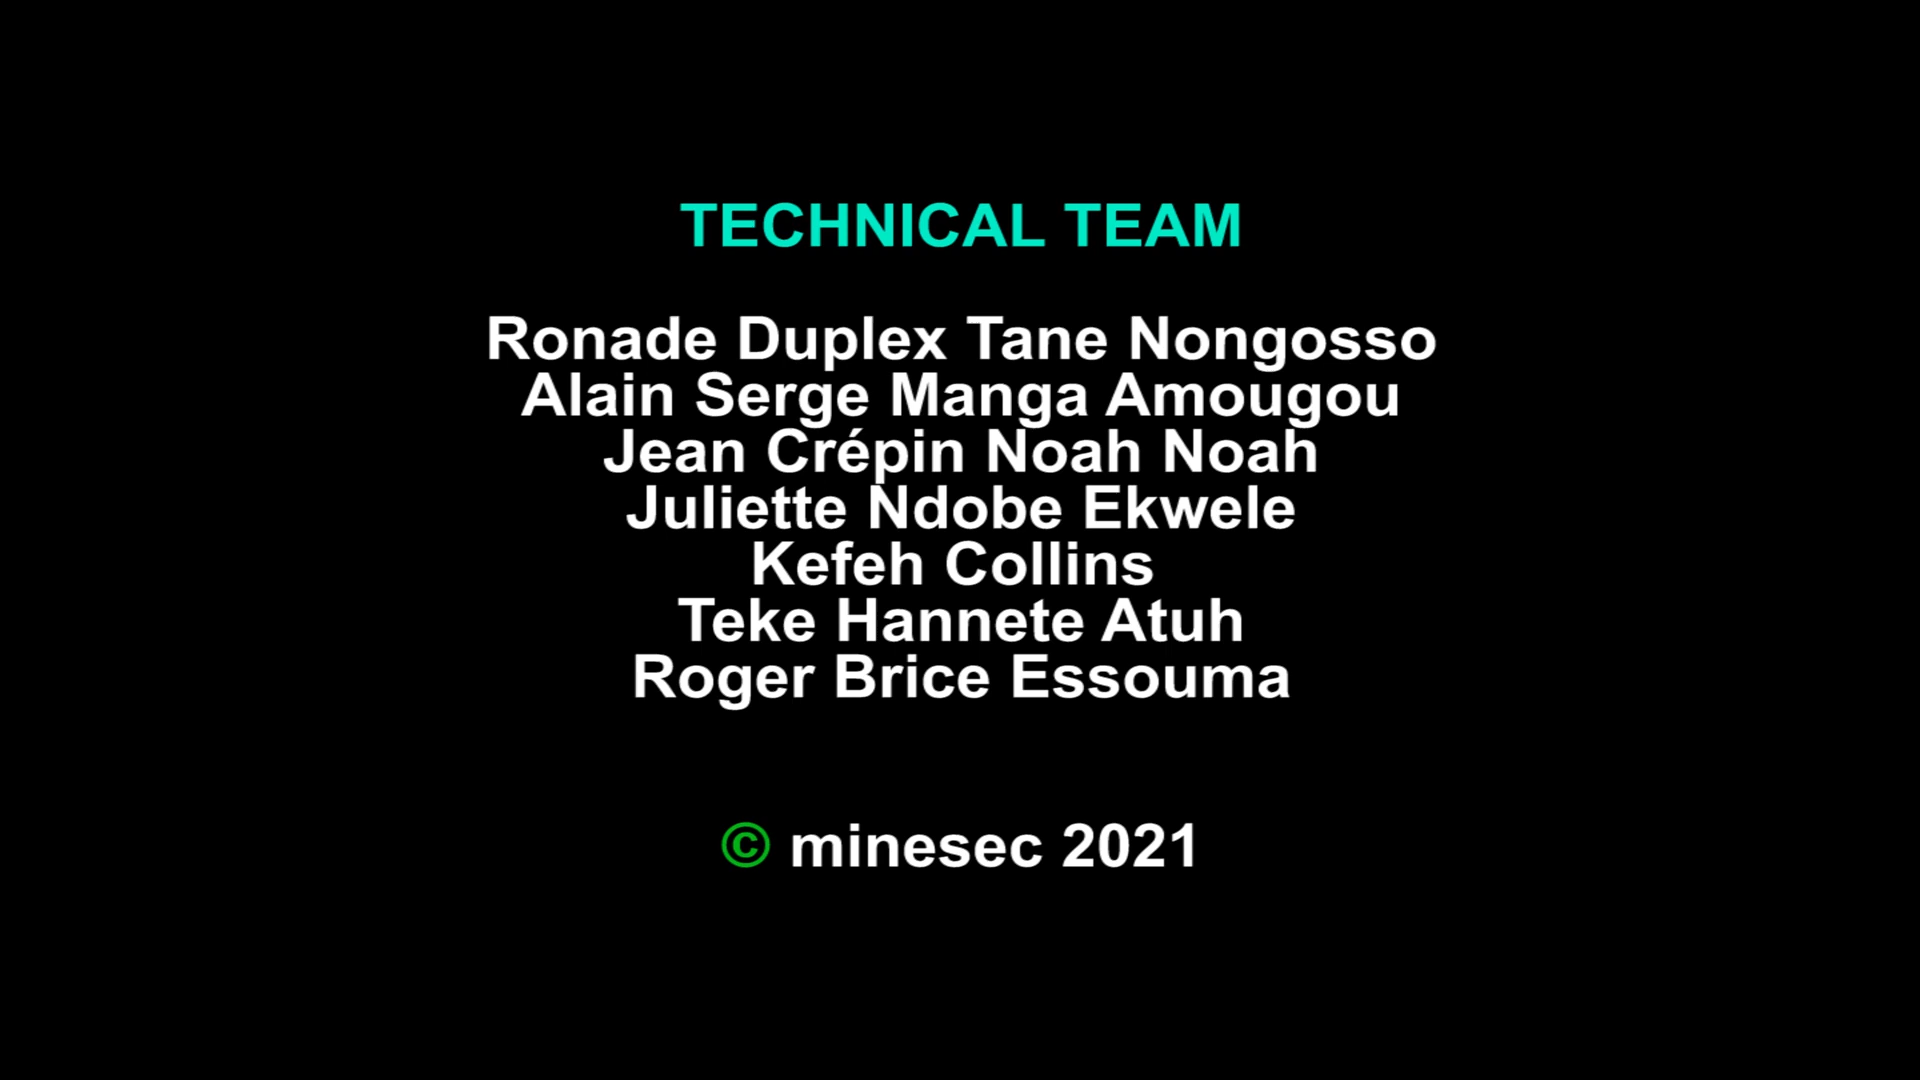 TECHNICAL TEAM
Ronade Duplex Tane Nongosso
Alain Serge Manga Amougou
Jean Crépin Noah Noah
Juliette Ndobe Ekwele
Kefeh Collins
Teke Hannete Atuh
Roger Brice Essouma
© minesec 2021